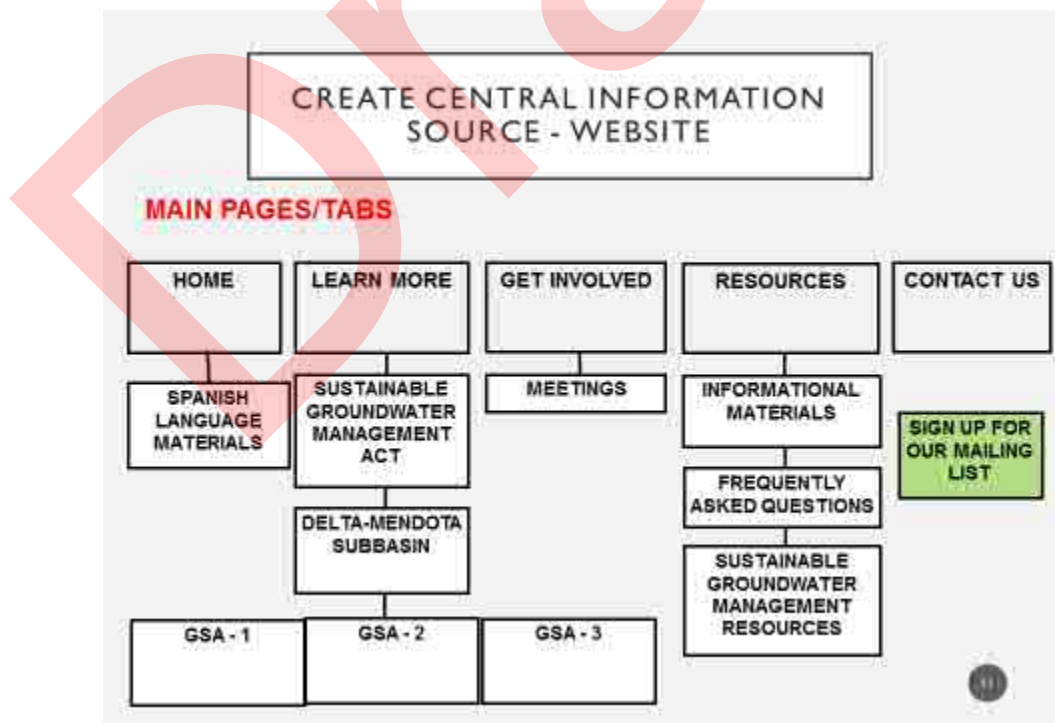 CREATE CENTRAL INFORMATION
SOURCE - WEBSITE
MAIN PAGES/TABS
HOME
LEARN MORE
GET INVOLVED
RESOURCES
CONTACT US
SPANISH
LANGUAGE
MATERIALS
SUSTAINABLE
GROUNDWATER
MANAGEMENT
ACT
MEETINGS
INFORMATIONAL
MATERIALS
SIGN UP FOR
OUR MAILING
LIST
FREQUENTLY
ASKED QUESTIONS
DELTA-MENDOTA
SUBBASIN
SUSTAINABLE
GROUNDWATER
MANAGEMENT
RESOURCES
GSA - 1
GSA - 2
GSA - 3